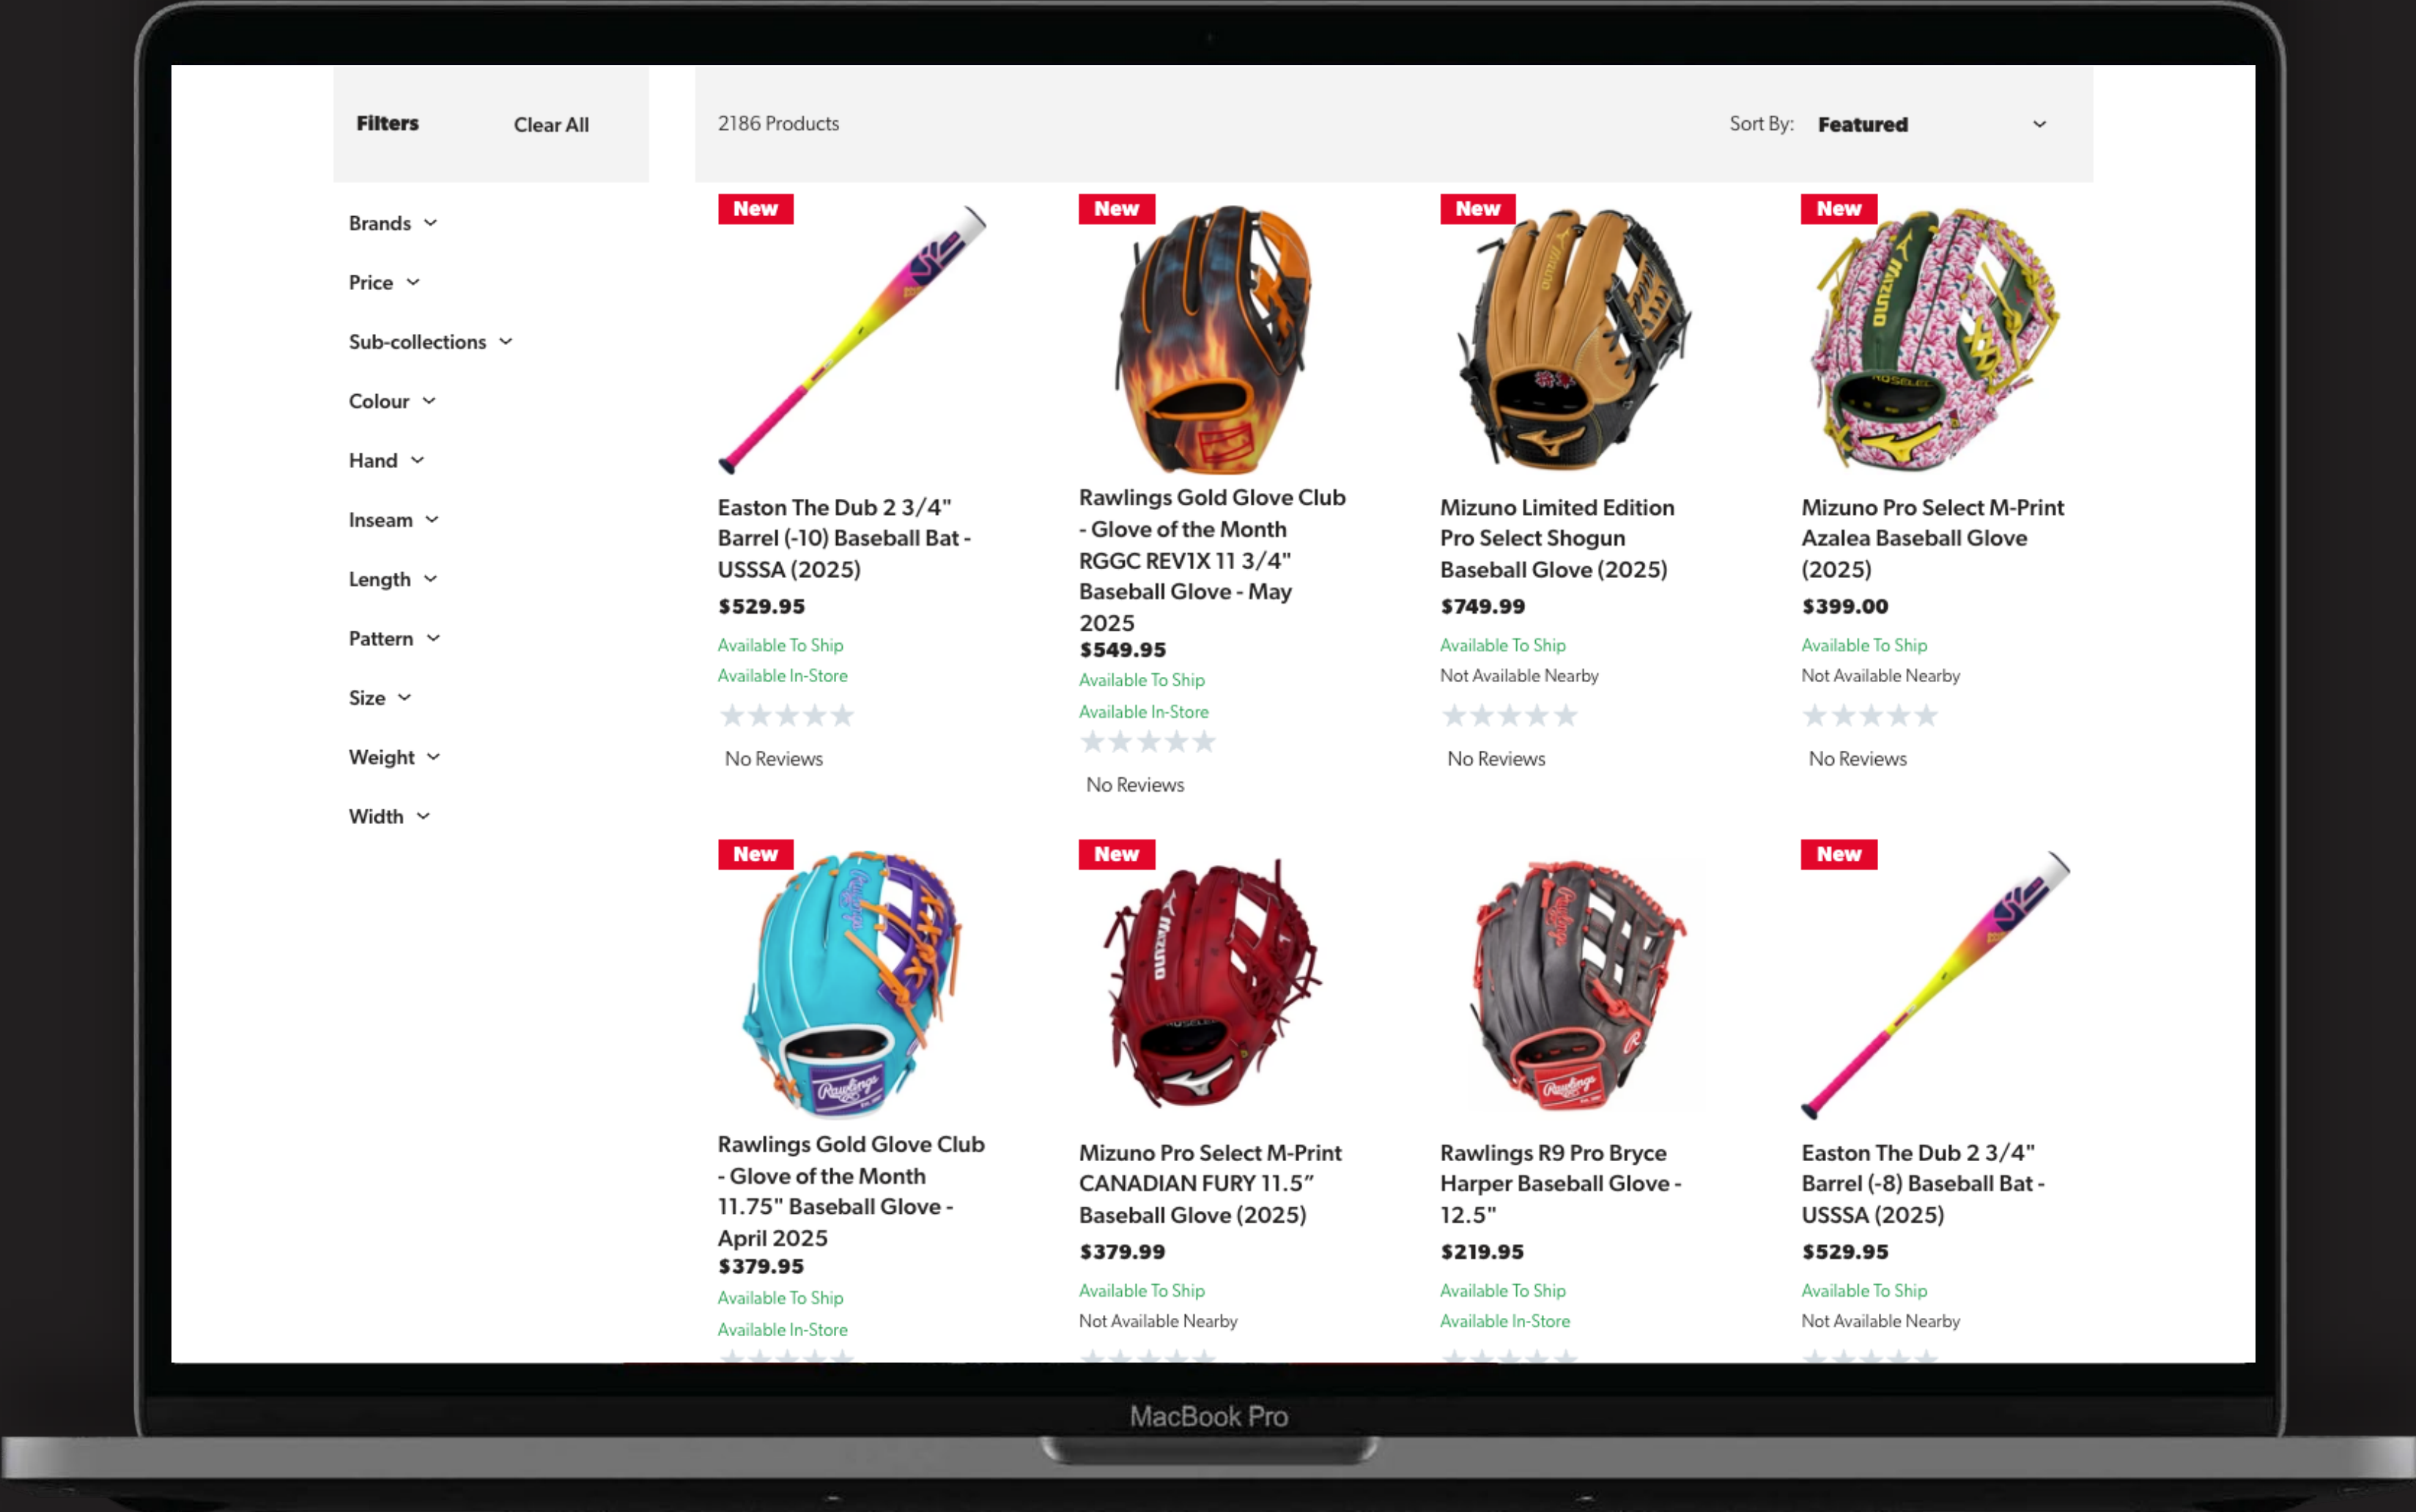 Filters
Clear All
2186 Products
Sort By: Featured
Brands
Price
Sub-collections
Colour
Hand
Inseam
Length
Pattern
Size
Weight
Width
New
Easton The Dub 2 3/4"
Barrel (-10) Baseball Bat -
USSSA (2025)
$529.95
Available To Ship
Available In-Store
No Reviews
New
Rawlings Gold Glove Club
- Glove of the Month
RGGC REV1X 11 3/4"
Baseball Glove - May
2025
$549.95
Available To Ship
Available In-Store
No Reviews
New
MIZUNO
Mizuno Limited Edition
Pro Select Shogun
Baseball Glove (2025)
$749.99
Available To Ship
Not Available Nearby
No Reviews
New
MIZUNO
Mizuno Pro Select M-Print
Azalea Baseball Glove
(2025)
$399.00
Available To Ship
Not Available Nearby
No Reviews
New
Rawlings
Rawlings
Rawlings Gold Glove Club
- Glove of the Month
11.75" Baseball Glove -
April 2025
$379.95
Available To Ship
Available In-Store
New
MIZUNO
Mizuno Pro Select M-Print
CANADIAN FURY 11.5”
Baseball Glove (2025)
$379.99
Available To Ship
Not Available Nearby
Rawlings
R
Rawlings
Rawlings R9 Pro Bryce
Harper Baseball Glove -
12.5"
$219.95
Available To Ship
Available In-Store
New
Easton The Dub 2 3/4"
Barrel (-8) Baseball Bat -
USSSA (2025)
$529.95
Available To Ship
Not Available Nearby
MacBook Pro